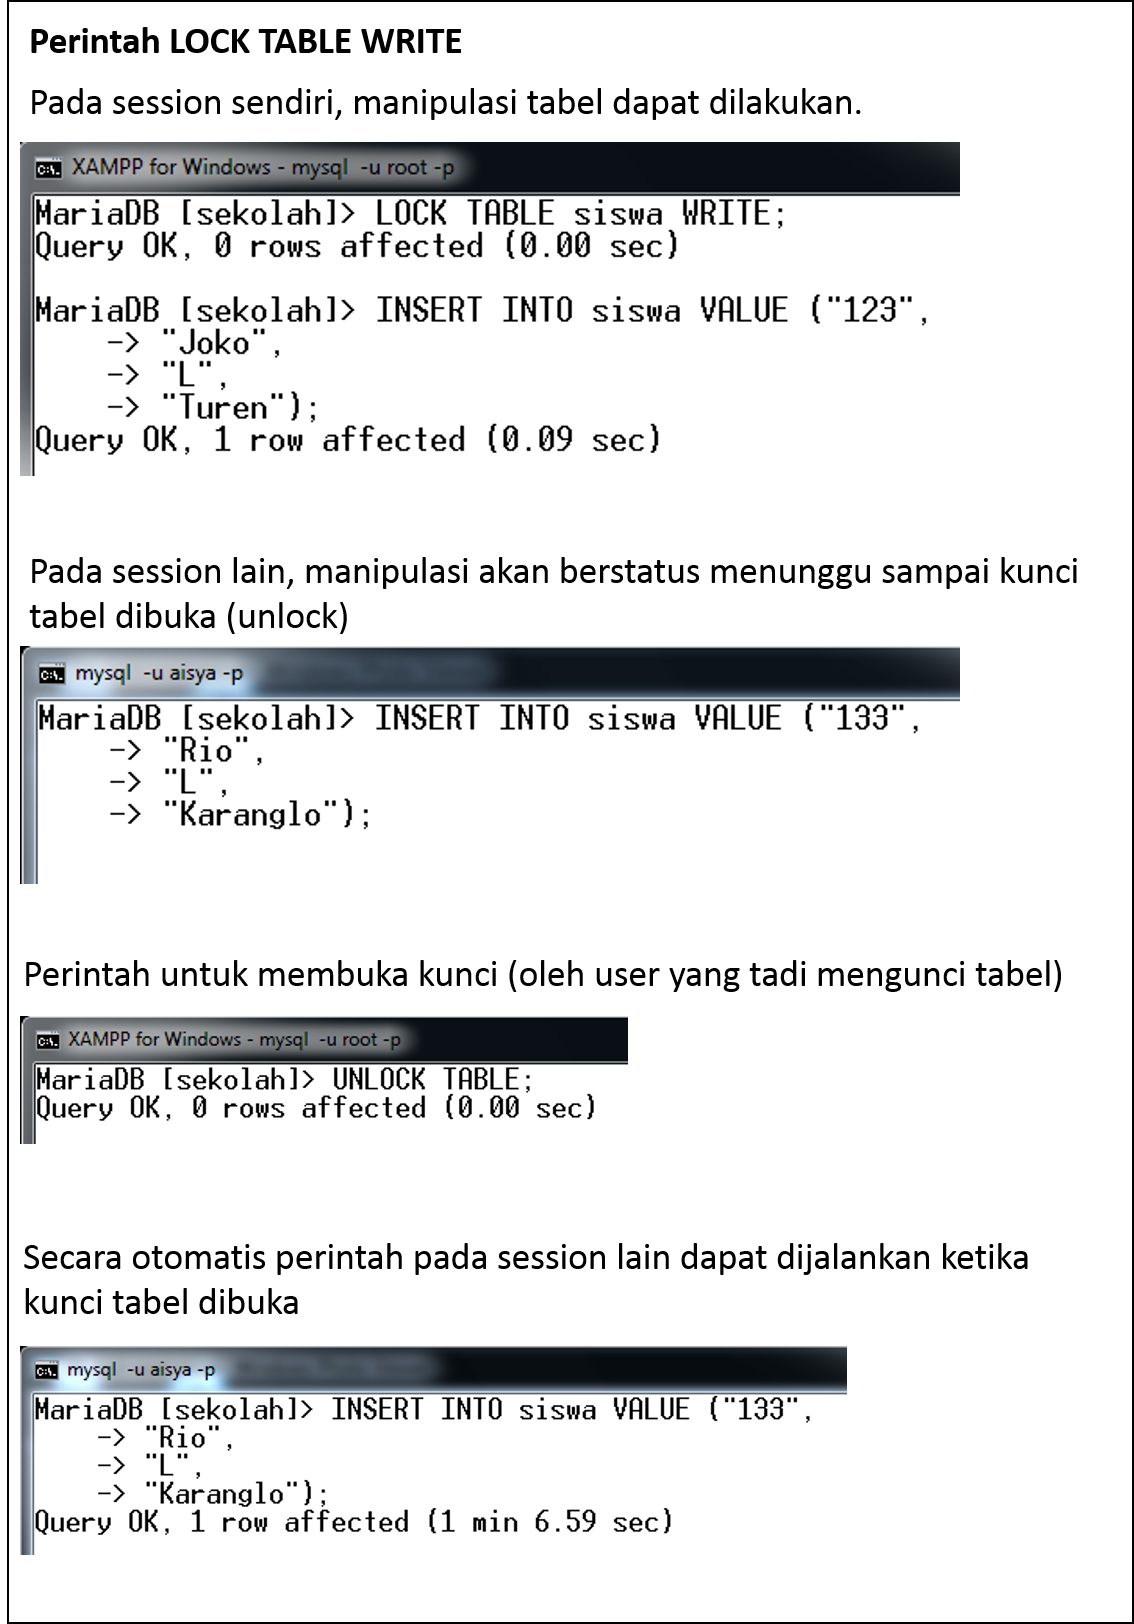 Perintah LOCK TABLE WRITE
Pada session sendiri, manipulasi tabel dapat dilakukan.
XAMPP for Windows - mysql -u root -p
MariaDB [sekolah]> LOCK TABLE siswa WRITE;
Query OK, 0 rows affected (0.00 sec)
MariaDB [sekolah]> INSERT INTO siswa VALUE ("123",
-> "Joko",
-> "L",
-> "Turen");
Query OK, 1 row affected (0.09 sec)
Pada session lain, manipulasi akan berstatus menunggu sampai kunci
tabel dibuka (unlock)
mysql -u aisya -p
MariaDB [sekolah]> INSERT INTO siswa VALUE ("133",
-> "Rio",
-> "L",
-> "Karanglo");
Perintah untuk membuka kunci (oleh user yang tadi mengunci tabel)
XAMPP for Windows - mysql -u root -p
MariaDB [sekolah]> UNLOCK TABLE;
Query OK, 0 rows affected (0.00 sec)
Secara otomatis perintah pada session lain dapat dijalankan ketika
kunci tabel dibuka
mysql -u aisya -p
MariaDB [sekolah]> INSERT INTO siswa VALUE ("133",
-> "Rio",
-> "L",
-> "Karanglo");
Query OK, 1 row affected (1 min 6.59 sec)